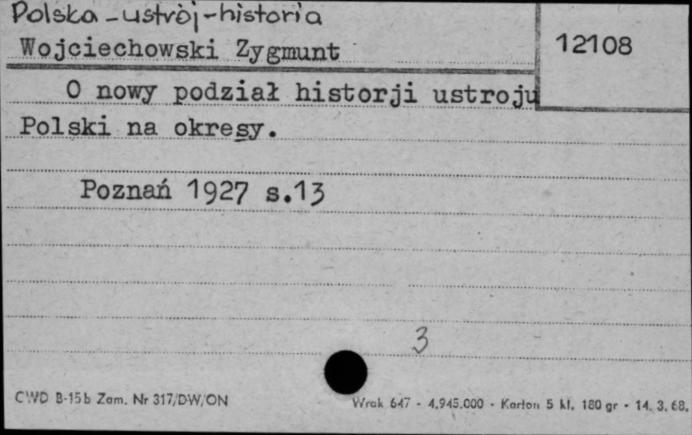 Polska-ustrój-historia
Wojciechowski Zygmunt
12108
O nowy podział historji ustroju
Polski na okresy.
Poznań 1927 s.13
3
CWD B-15b Zam. Nr 317/DW/ON
Wrak 647 - 4.945.000 - Karton 5 kl. 180 gr - 14. 3. 68.